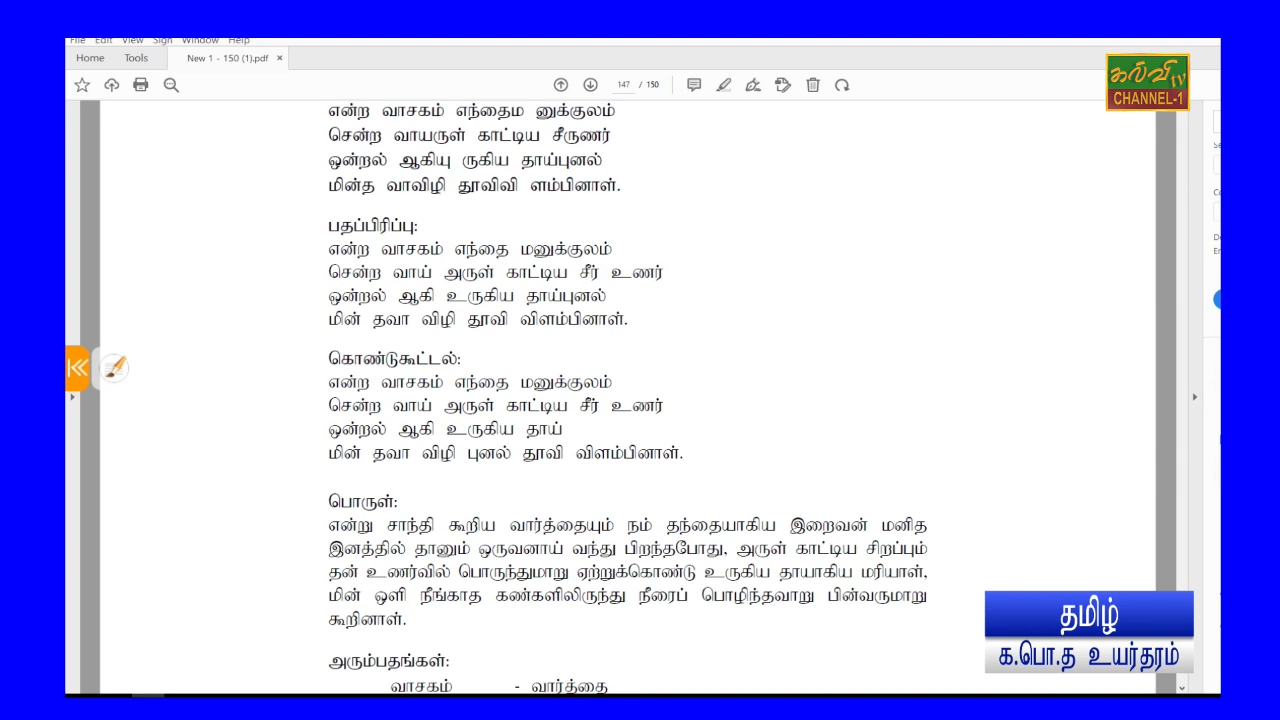 File Edit View Sign Window Help
Home Tools New 1 - 150 (1).pdf ×
147 / 150
கல்வி TV
CHANNEL-1
என்ற வாசகம் எந்தைம னுக்குலம்
சென்ற வாயருள் காட்டிய சீருணர்
ஒன்றல் ஆகியு ருகிய தாய்புனல்
மின்த வாவிழி தூவிவி ளம்பினாள்.
பதப்பிரிப்பு:
என்ற வாசகம் எந்தை மனுக்குலம்
சென்ற வாய் அருள் காட்டிய சீர் உணர்
ஒன்றல் ஆகி உருகிய தாய்புனல்
மின் தவா விழி தூவி விளம்பினாள்.
கொண்டுகூட்டல்:
என்ற வாசகம் எந்தை மனுக்குலம்
சென்ற வாய் அருள் காட்டிய சீர் உணர்
ஒன்றல் ஆகி உருகிய தாய்
மின் தவா விழி புனல் தூவி விளம்பினாள்.
பொருள்:
என்று சாந்தி கூறிய வார்த்தையும் நம் தந்தையாகிய இறைவன் மனித
இனத்தில் தானும் ஒருவனாய் வந்து பிறந்தபோது, அருள் காட்டிய சிறப்பும்
தன் உணர்வில் பொருந்துமாறு ஏற்றுக்கொண்டு உருகிய தாயாகிய மரியாள்,
மின் ஒளி நீங்காத கண்களிலிருந்து நீரைப் பொழிந்தவாறு பின்வருமாறு
கூறினாள்.
அரும்பதங்கள்:
வாசகம் - வார்த்தை
தமிழ்
க.பொ.த உயர்தரம்